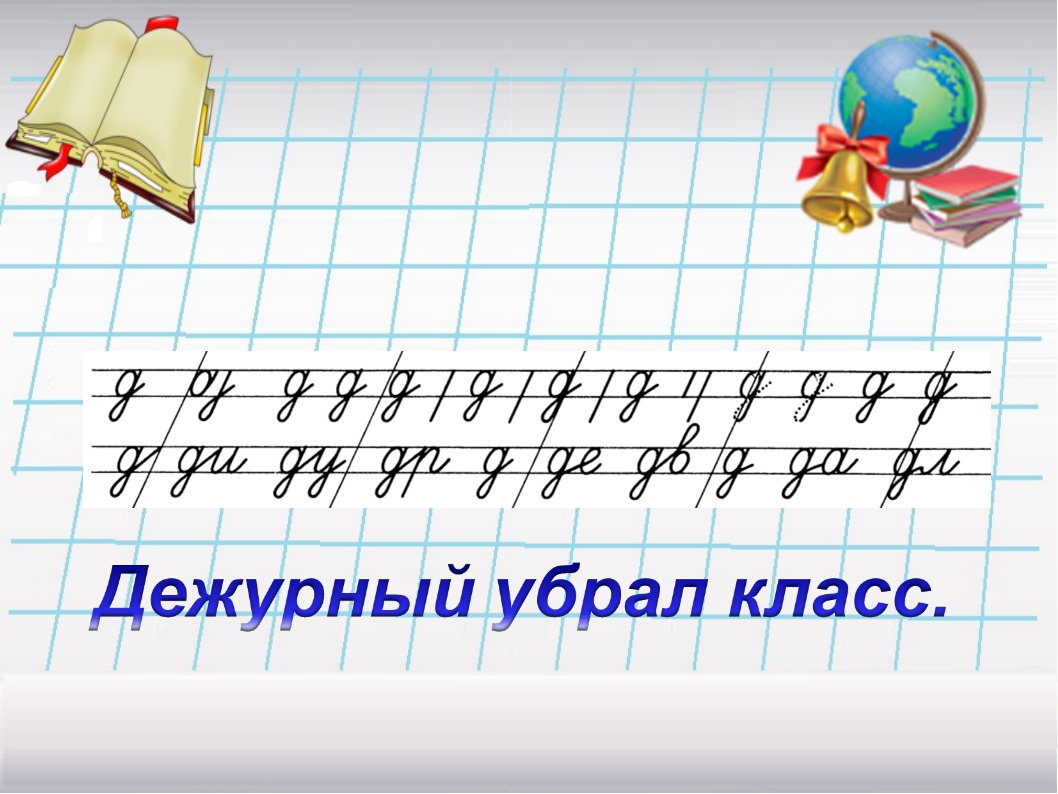 д д д д д д д д д д д д
д ди ду др д де дв д да дл
Дежурный убрал класс.